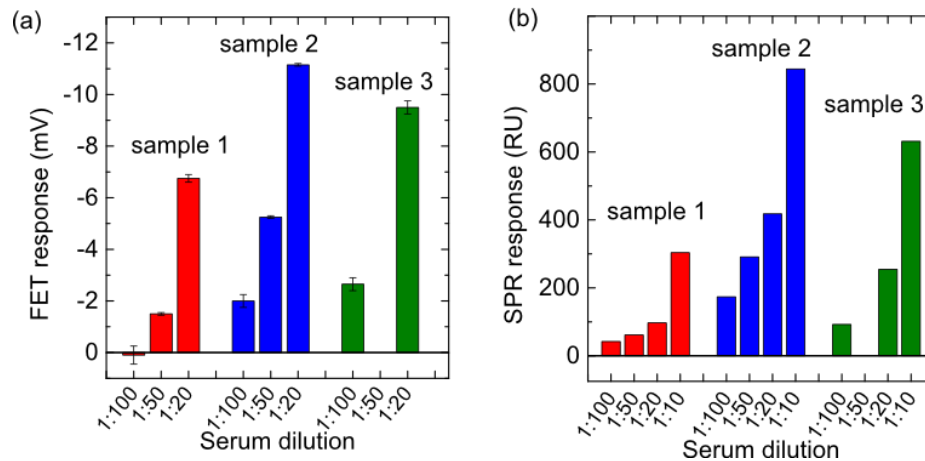 (a)
FET response (mV)
-12
-10
-8
-6
-4
-2
0
sample 1
sample 2
sample 3
1:100
1:50
1:20
1:100
1:50
1:20
1:100
1:50
1:20
Serum dilution
(b)
SPR response (RU)
800
600
400
200
0
sample 1
sample 2
sample 3
1:100
1:50
1:20
1:10
1:100
1:50
1:20
1:10
1:100
1:50
1:20
1:10
Serum dilution